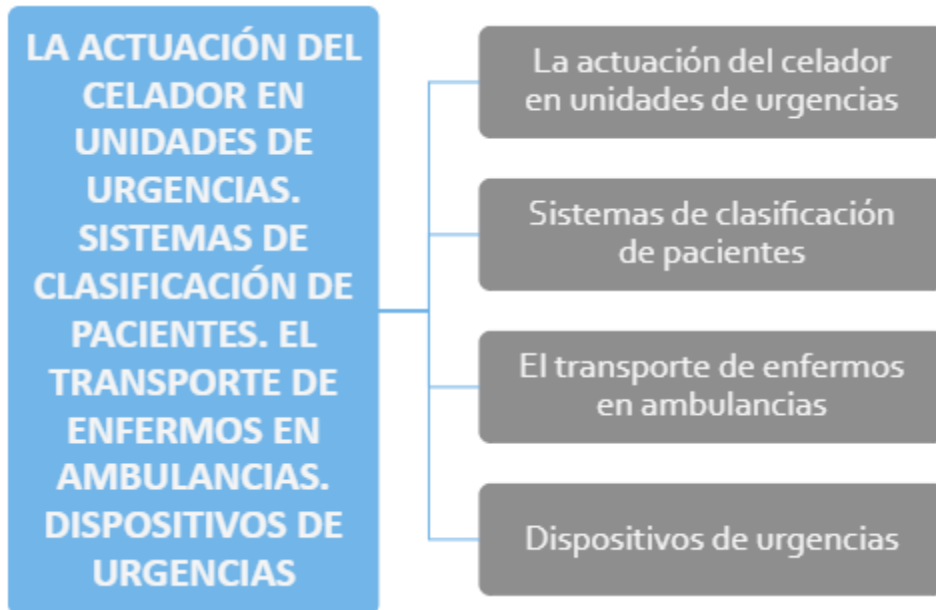 LA ACTUACIÓN DEL
CELADOR EN
UNIDADES DE
URGENCIAS.
SISTEMAS DE
CLASIFICACIÓN DE
PACIENTES. EL
TRANSPORTE DE
ENFERMOS EN
AMBULANCIAS.
DISPOSITIVOS DE
URGENCIAS
La actuación del celador
en unidades de urgencias
Sistemas de clasificación
de pacientes
El transporte de enfermos
en ambulancias
Dispositivos de urgencias